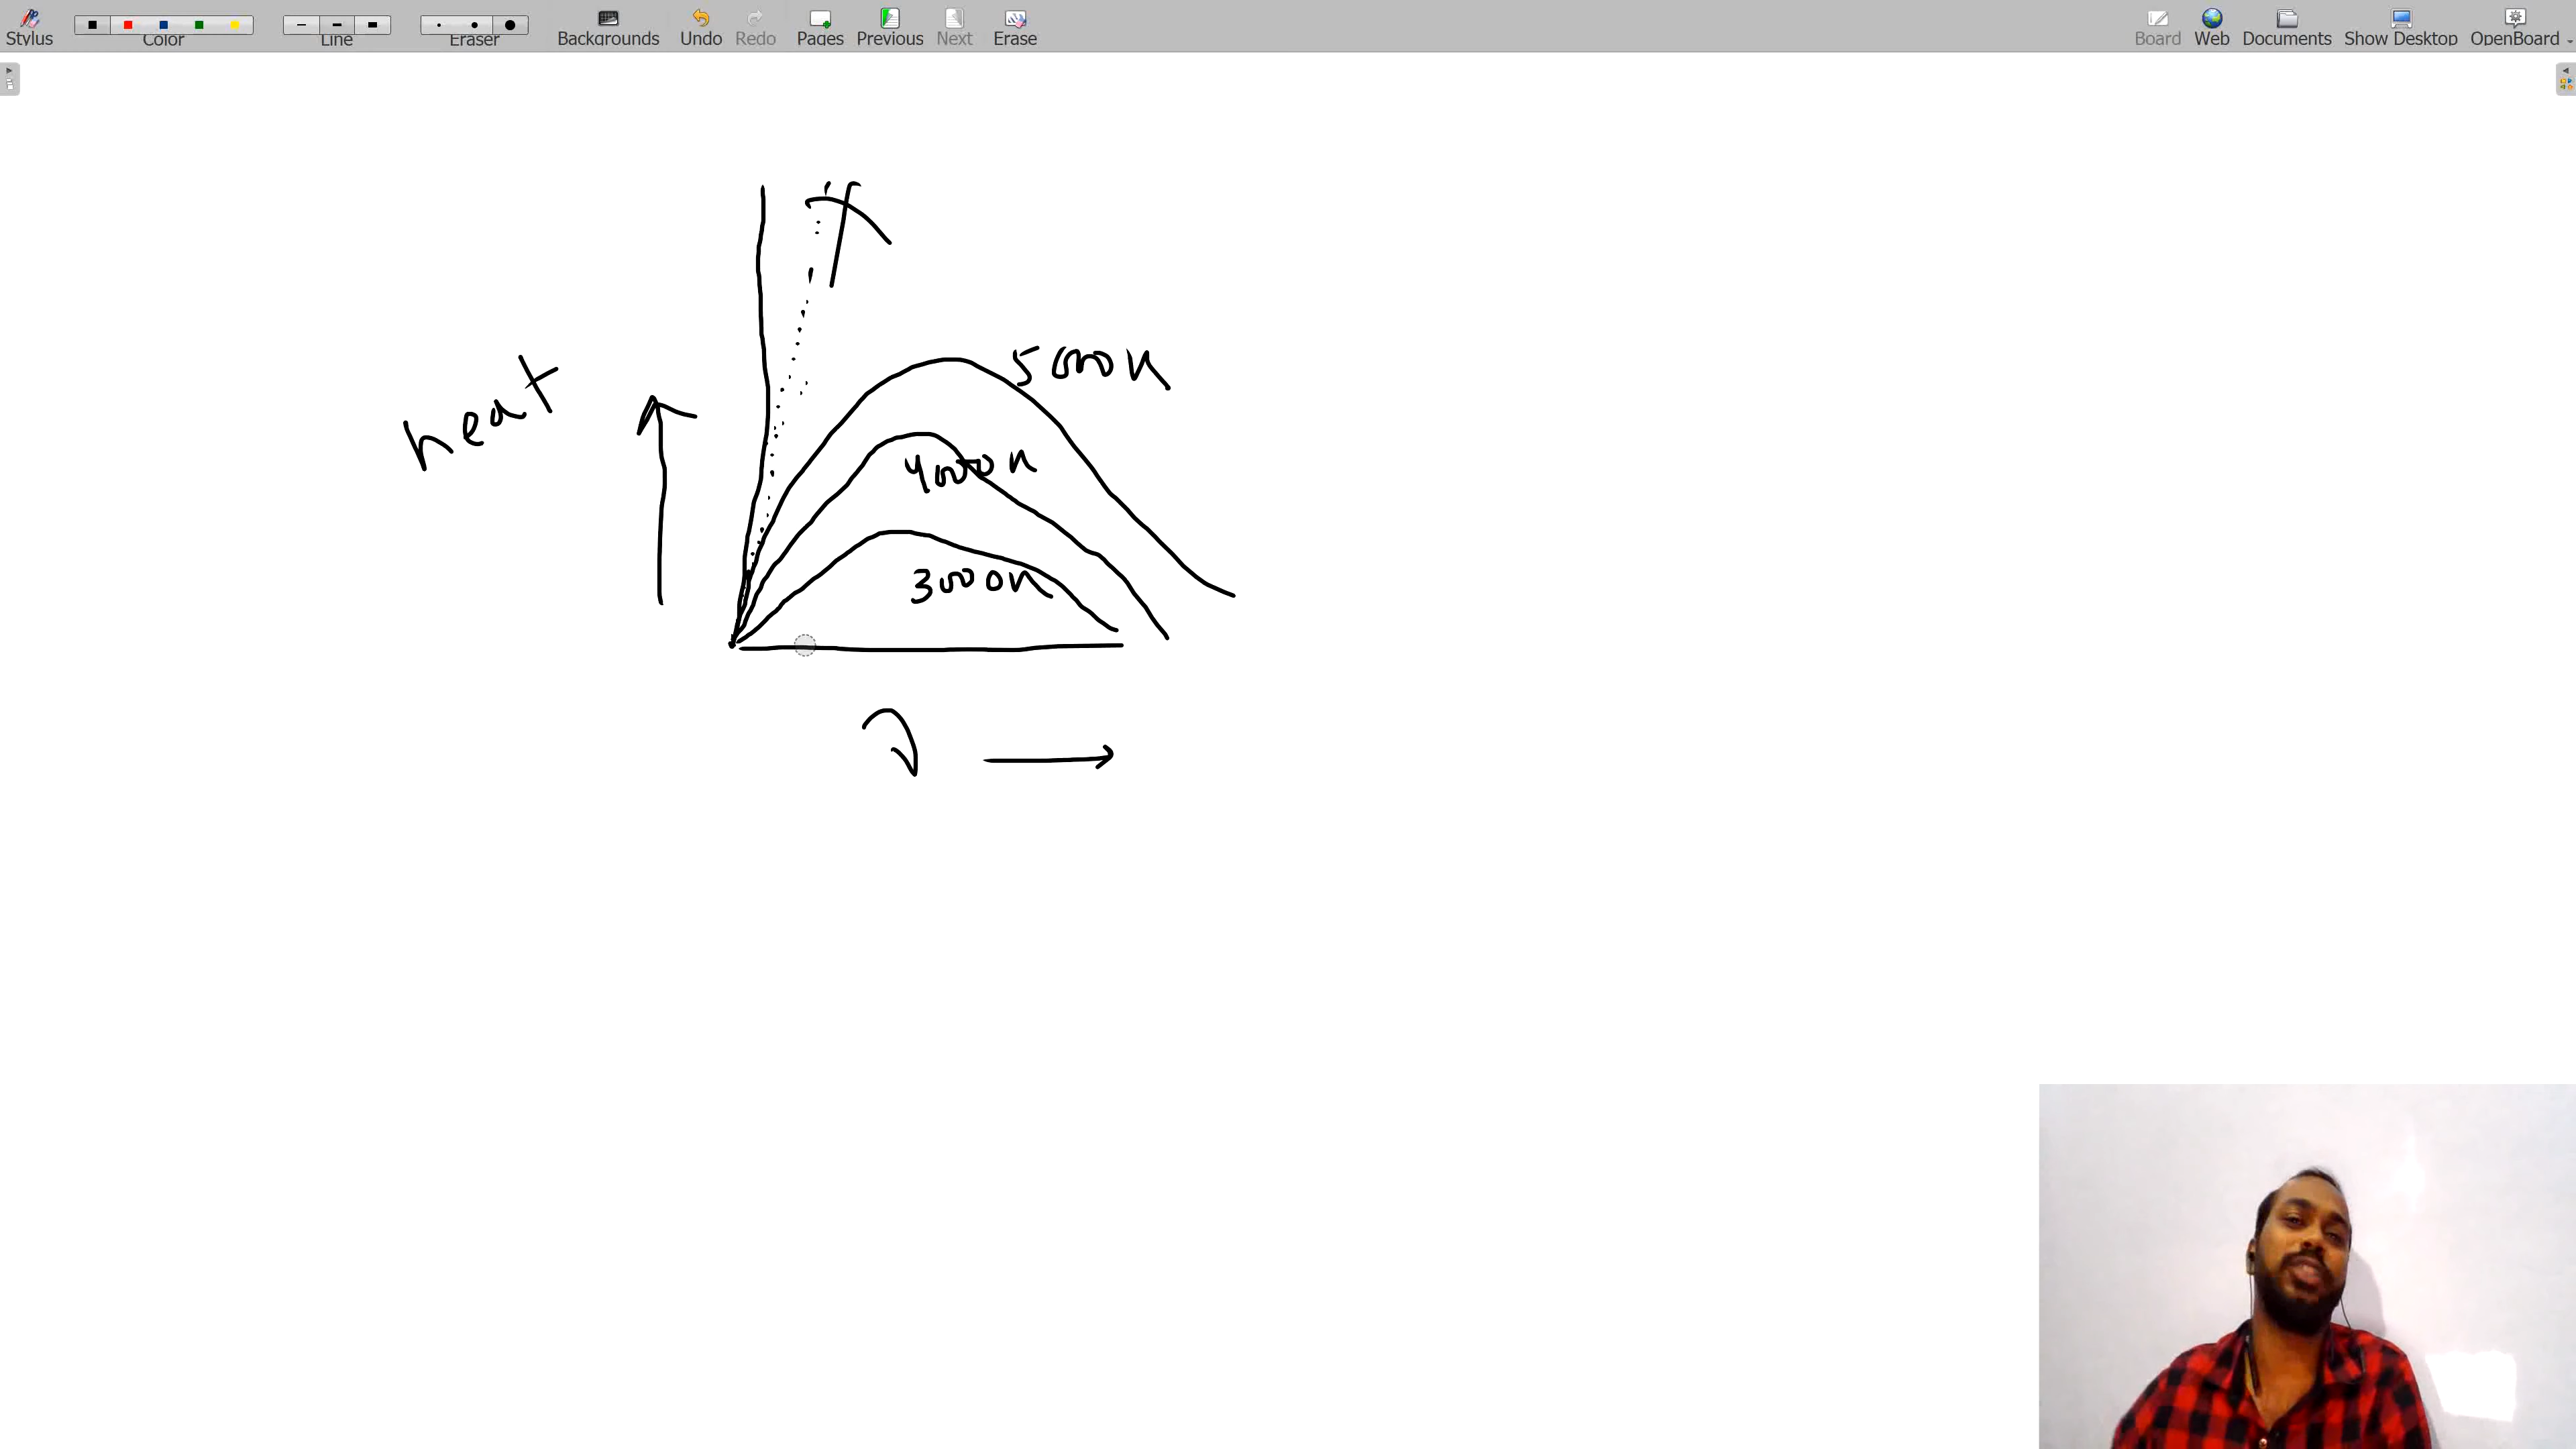 Stylus Color Line Eraser Backgrounds Undo Redo Pages Previous Next Erase Board Web Documents Show Desktop OpenBoard
heat
5000K
4000K
3000K